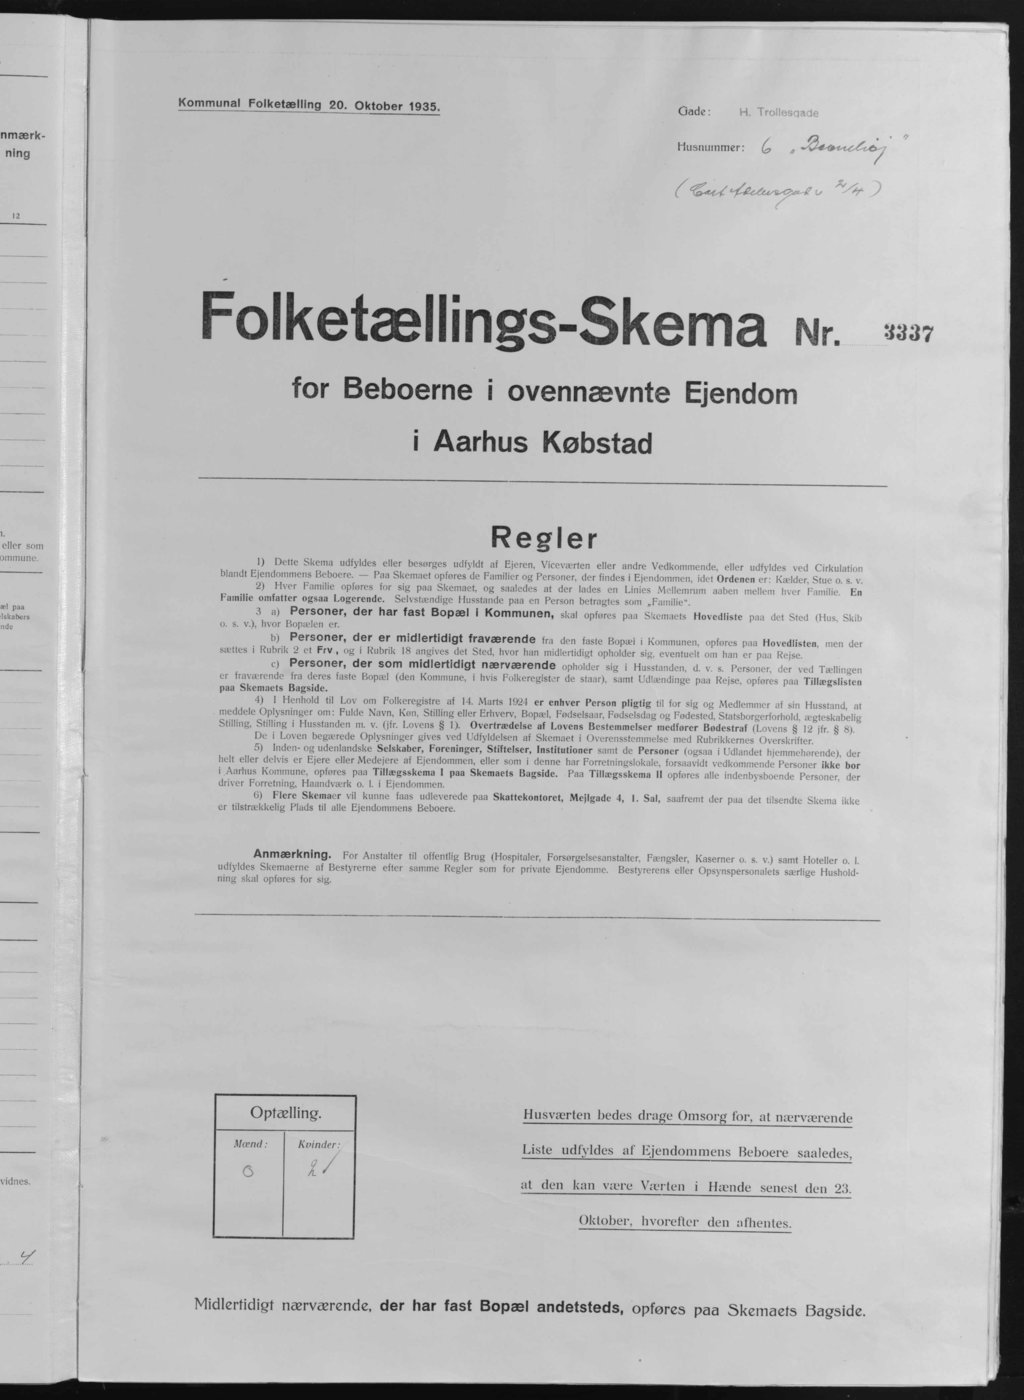 nmærk-
ning
12
eller som
ommune.
æl paa
lskabers
nde
vidnes.
4
Kommunal Folketælling 20. Oktober 1935.
Gade: H. Trollesgade
Husnummer: 6
Folketællings-Skema Nr. 3337
for Beboerne i ovennævnte Ejendom
i Aarhus Købstad
Regler
1) Dette Skema udfyldes eller besørges udfyldt af Ejeren, Viceværten eller andre Vedkommende, eller udfyldes ved Cirkulation
blandt Ejendommens Beboere. — Paa Skemaet opføres de Familier og Personer, der findes i Ejendommen, idet Ordenen er: Kælder, Stue o. s. v.
2) Hver Familie opføres for sig paa Skemaet, og saaledes at der lades en Linies Mellemrum aaben mellem hver Familie. En
Familie omfatter ogsaa Logerende. Selvstændige Husstande paa en Person betragtes som „Familie“.
3 a) Personer, der har fast Bopæl i Kommunen, skal opføres paa Skemaets Hovedliste paa det Sted (Hus, Skib
o. s. v.), hvor Bopælen er.
b) Personer, der er midlertidigt fraværende fra den faste Bopæl i Kommunen, opføres paa Hovedlisten, men der
sættes i Rubrik 2 et Frv, og i Rubrik 18 angives det Sted, hvor han midlertidigt opholder sig, eventuelt om han er paa Rejse.
c) Personer, der som midlertidigt nærværende opholder sig i Husstanden, d. v. s. Personer, der ved Tællingen
er fraværende fra deres faste Bopæl (den Kommune, i hvis Folkeregister de staar), samt Udlændinge paa Rejse, opføres paa Tillægslisten
paa Skemaets Bagside.
4) I Henhold til Lov om Folkeregistre af 14. Marts 1924 er enhver Person pligtig til for sig og Medlemmer af sin Husstand, at
meddele Oplysninger om: Fulde Navn, Køn, Stilling eller Erhverv, Bopæl, Fødselsaar, Fødselsdag og Fødested, Statsborgerforhold, ægteskabelig
Stilling, Stilling i Husstanden m. v. (jfr. Lovens § 1). Overtrædelse af Lovens Bestemmelser medfører Bødestraf (Lovens § 12 jfr. § 8).
De i Loven begærede Oplysninger gives ved Udfyldelsen af Skemaet i Overensstemmelse med Rubrikkernes Overskrifter.
5) Inden- og udenlandske Selskaber, Foreninger, Stiftelser, Institutioner samt de Personer (ogsaa i Udlandet hjemmehørende), der
helt eller delvis er Ejere eller Medejere af Ejendommen, eller som i denne har Forretningslokale, forsaavidt vedkommende Personer ikke bor
i Aarhus Kommune, opføres paa Tillægsskema I paa Skemaets Bagside. Paa Tillægsskema II opføres alle indenbysboende Personer, der
driver Forretning, Haandværk o. l. i Ejendommen.
6) Flere Skemaer vil kunne faas udleverede paa Skattekontoret, Mejlgade 4, 1. Sal, saafremt der paa det tilsendte Skema ikke
er tilstrækkelig Plads til alle Ejendommens Beboere.
Anmærkning. For Anstalter til offentlig Brug (Hospitaler, Forsørgelsesanstalter, Fængsler, Kaserner o. s. v.) samt Hoteller o. l.
udfyldes Skemaerne af Bestyrerne efter samme Regler som for private Ejendomme. Bestyrerens eller Opsynspersonalets særlige Hushold-
ning skal opføres for sig.
Optælling.
Mænd: Kvinder:
0 2
Husværten bedes drage Omsorg for, at nærværende
Liste udfyldes af Ejendommens Beboere saaledes,
at den kan være Værten i Hænde senest den 23.
Oktober, hvorefter den afhentes.
Midlertidigt nærværende, der har fast Bopæl andetsteds, opføres paa Skemaets Bagside.